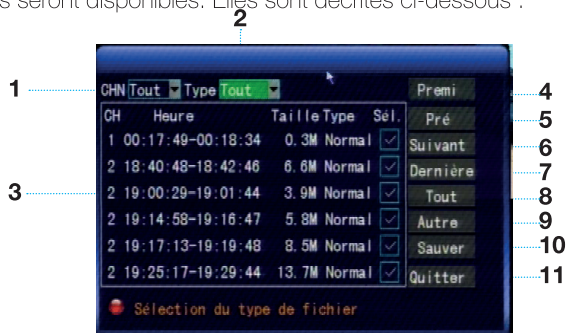 s seront disponibles. Elles sont décrites ci-dessous :
2
1 CHN Tout Type Tout Premi 4
CH Heure Taille Type Sél. Pré 5
1 00:17:49-00:18:34 0.3M Normal Suivant 6
2 18:40:48-18:42:46 6.6M Normal Dernière 7
3 2 19:00:29-19:01:44 3.9M Normal Tout 8
2 19:14:58-19:16:47 5.8M Normal Autre 9
2 19:17:13-19:19:48 8.5M Normal Sauver 10
2 19:25:17-19:29:44 13.7M Normal Quitter 11
Sélection du type de fichier